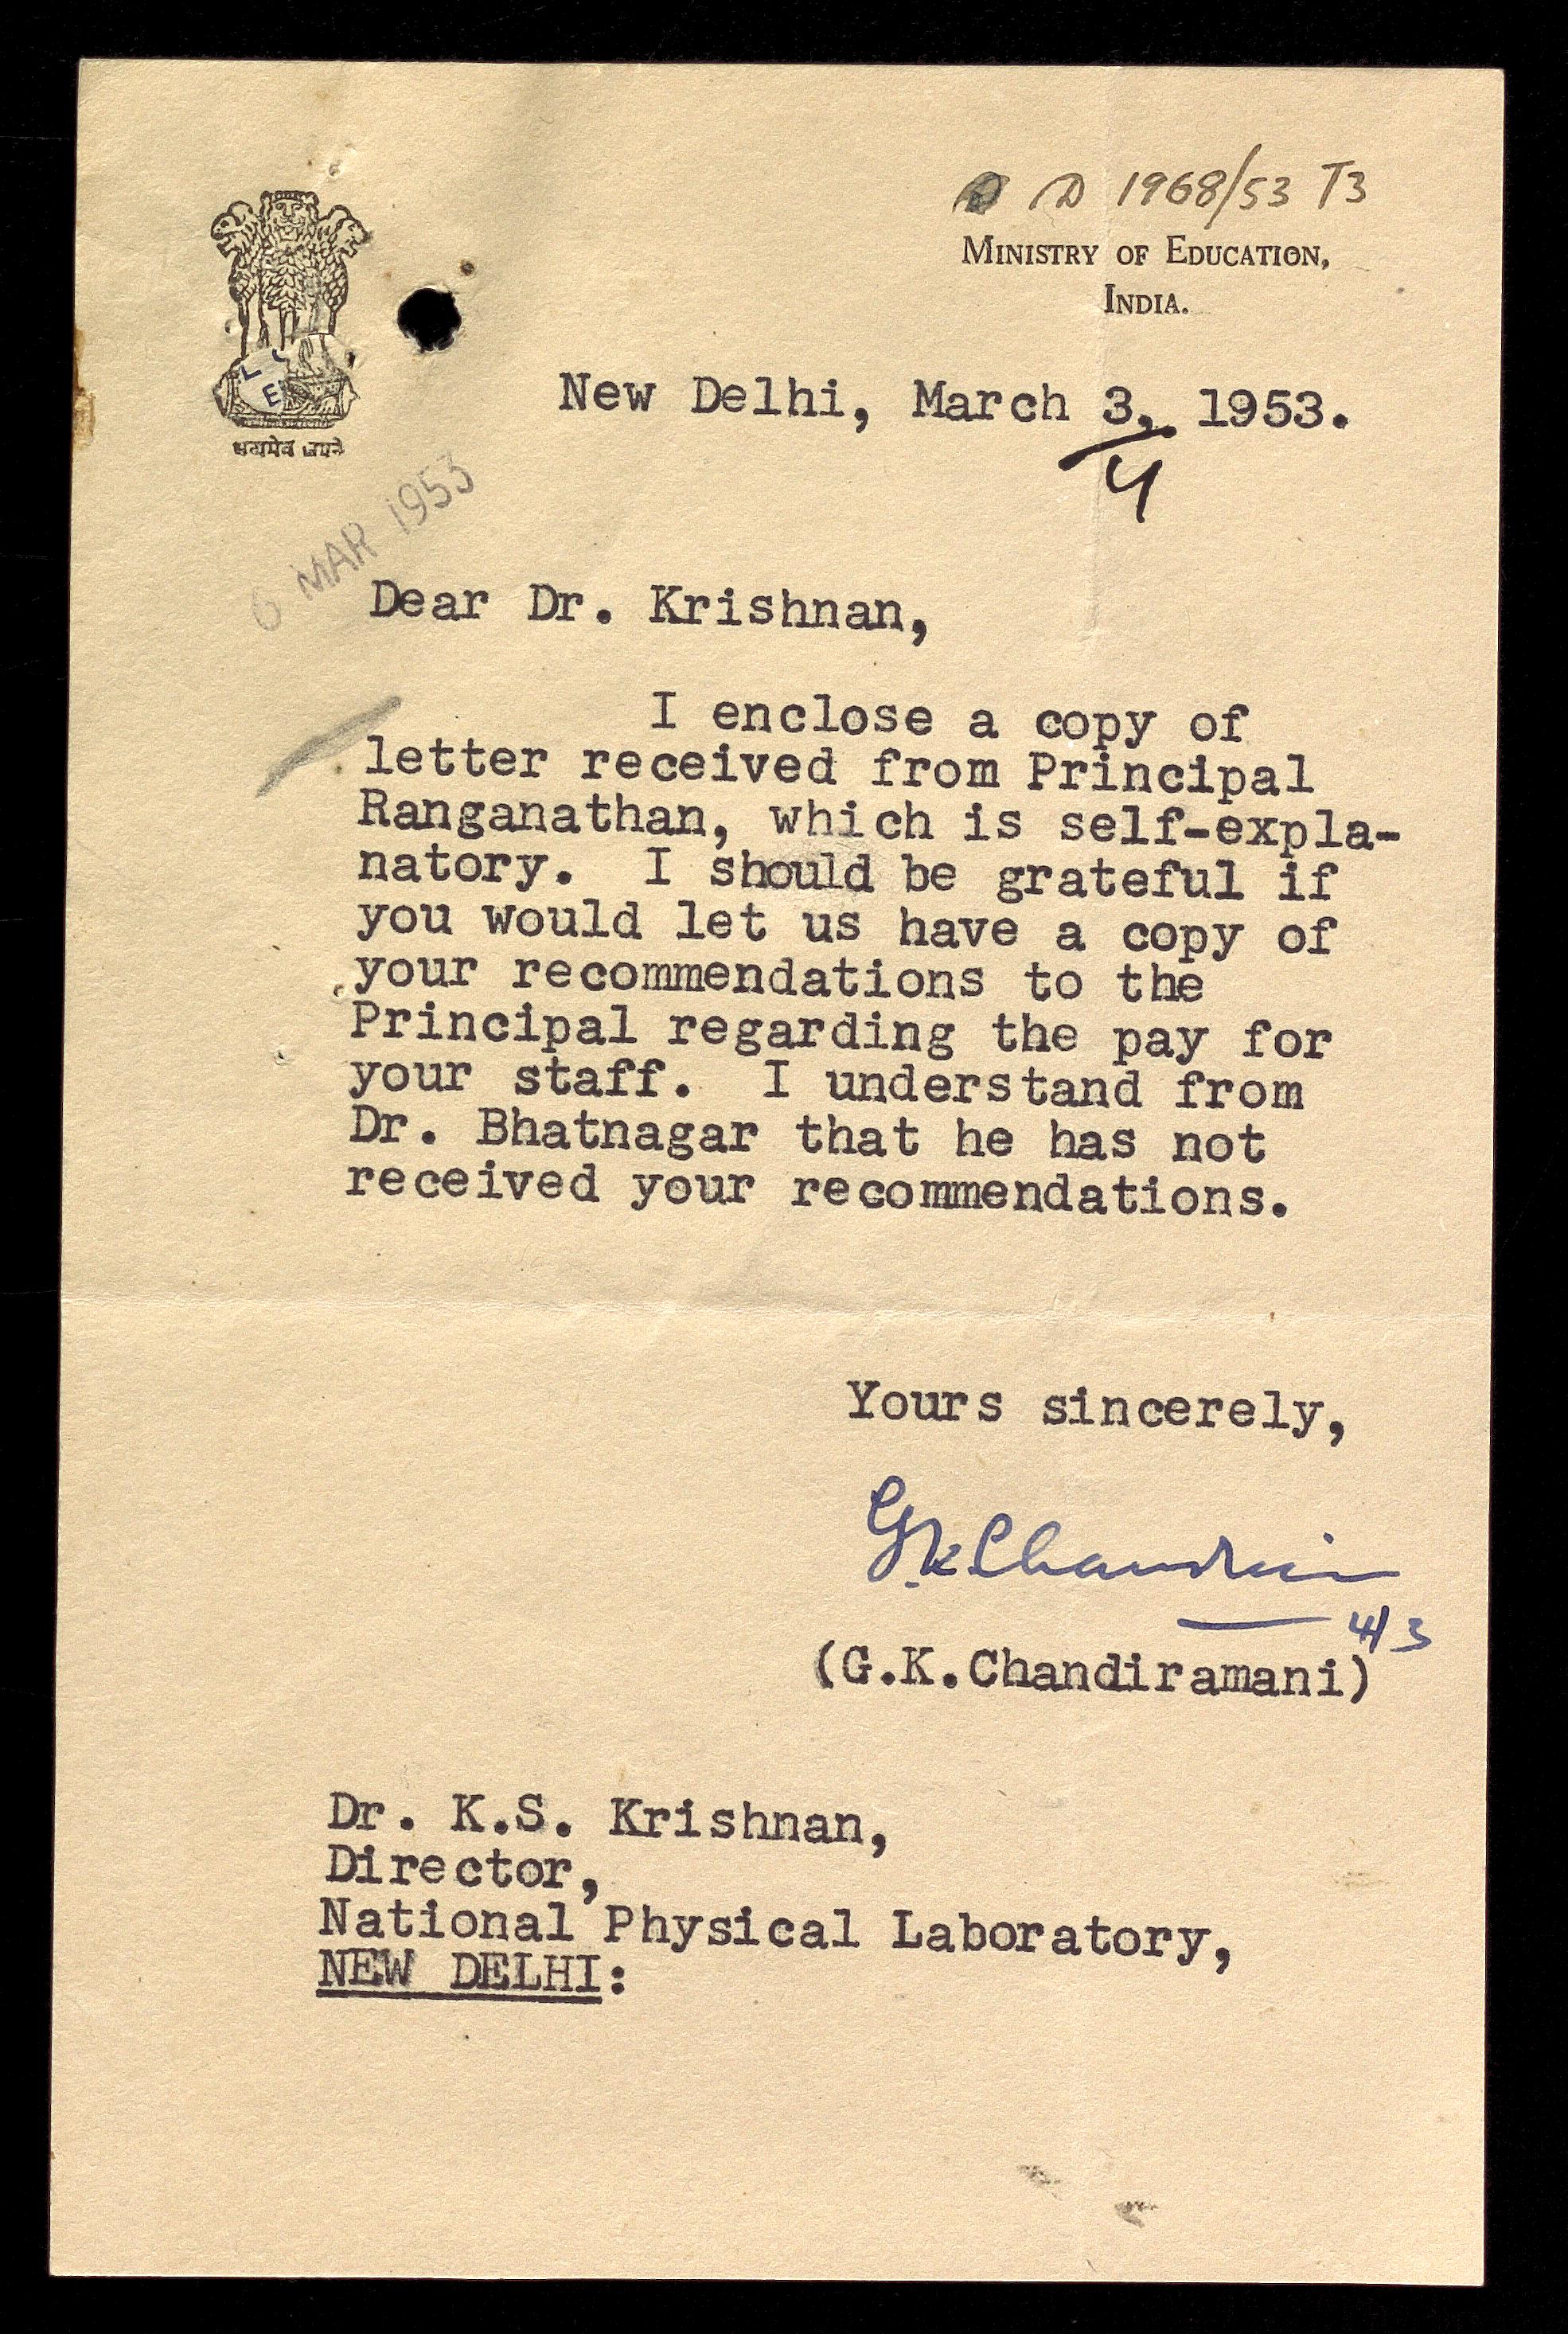 D 1968/53 T3
MINISTRY OF EDUCATION,
INDIA.
सत्यमेव जयते
New Delhi, March 3, 1953.
4
6 MAR 1953
Dear Dr. Krishnan,
I enclose a copy of
letter received from Principal
Ranganathan, which is self-expla-
natory. I should be grateful if
you would let us have a copy of
your recommendations to the
Principal regarding the pay for
your staff. I understand from
Dr. Bhatnagar that he has not
received your recommendations.
Yours sincerely,
G.K. Chandiramani
4/3
(G.K.Chandiramani)
Dr. K.S. Krishnan,
Director,
National Physical Laboratory,
NEW DELHI: